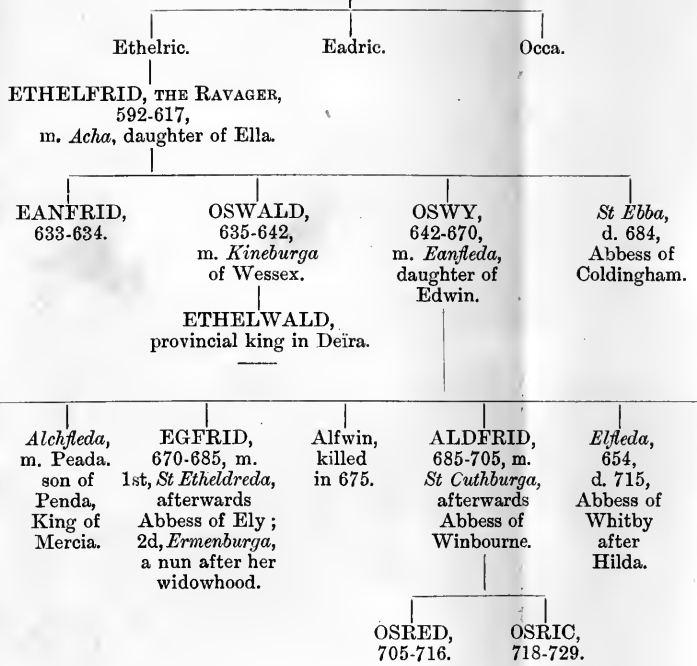 Ethelric.
Eadric.
Occa.
ETHELFRID, THE RAVAGER,
592-617,
m. Acha, daughter of Ella.
EANFRID,
633-634.
OSWALD,
635-642,
m. Kineburga
of Wessex.
ETHELWALD,
provincial king in Deïra.
OSWY,
642-670,
m. Eanfleda,
daughter of
Edwin.
St Ebba,
d. 684,
Abbess of
Coldingham.
Alchfleda,
m. Peada.
son of
Penda,
King of
Mercia.
EGFRID,
670-685, m.
1st, St Etheldreda,
afterwards
Abbess of Ely ;
2d, Ermenburga,
a nun after her
widowhood.
Alfwin,
killed
in 675.
ALDFRID,
685-705, m.
St Cuthburga,
afterwards
Abbess of
Winbourne.
Elfleda,
654,
d. 715,
Abbess of
Whitby
after
Hilda.
OSRED,
705-716.
OSRIC,
718-729.